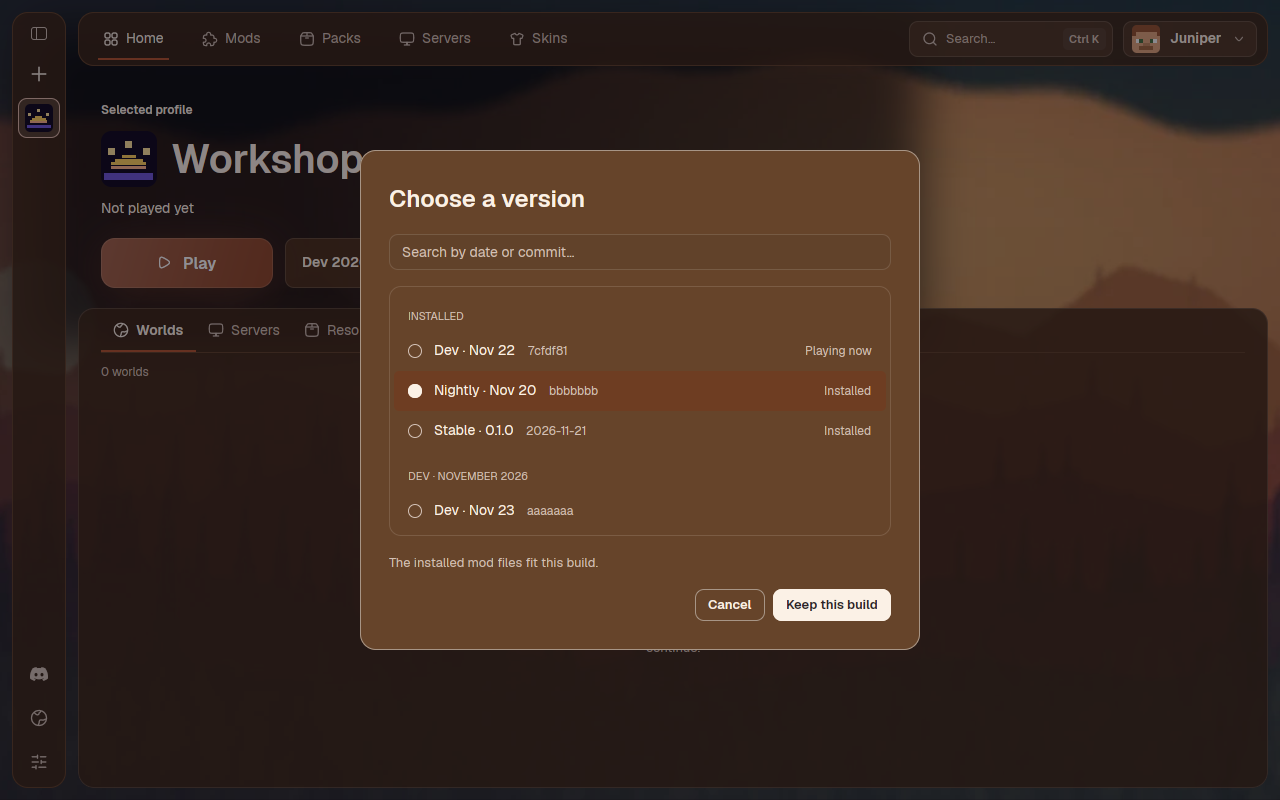 Home
Mods
Packs
Servers
Skins
Search...
Ctrl K
Juniper
Selected profile
Workshop
Not played yet
Play
Dev 202
Worlds
Servers
Reso
0 worlds
Choose a version
Search by date or commit...
INSTALLED
Dev · Nov 22 7cfdf81 Playing now
Nightly · Nov 20 bbbbbbb Installed
Stable · 0.1.0 2026-11-21 Installed
DEV · NOVEMBER 2026
Dev · Nov 23 aaaaaaa
The installed mod files fit this build.
Cancel
Keep this build